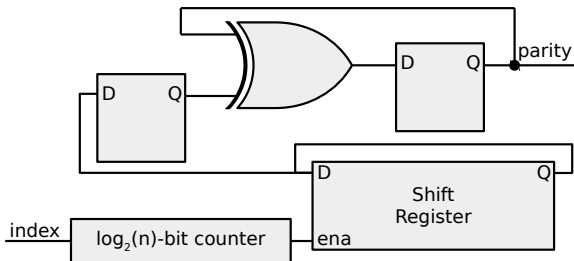 D Q parity
D Q
D Q
Shift
Register
index
log₂(n)-bit counter
ena